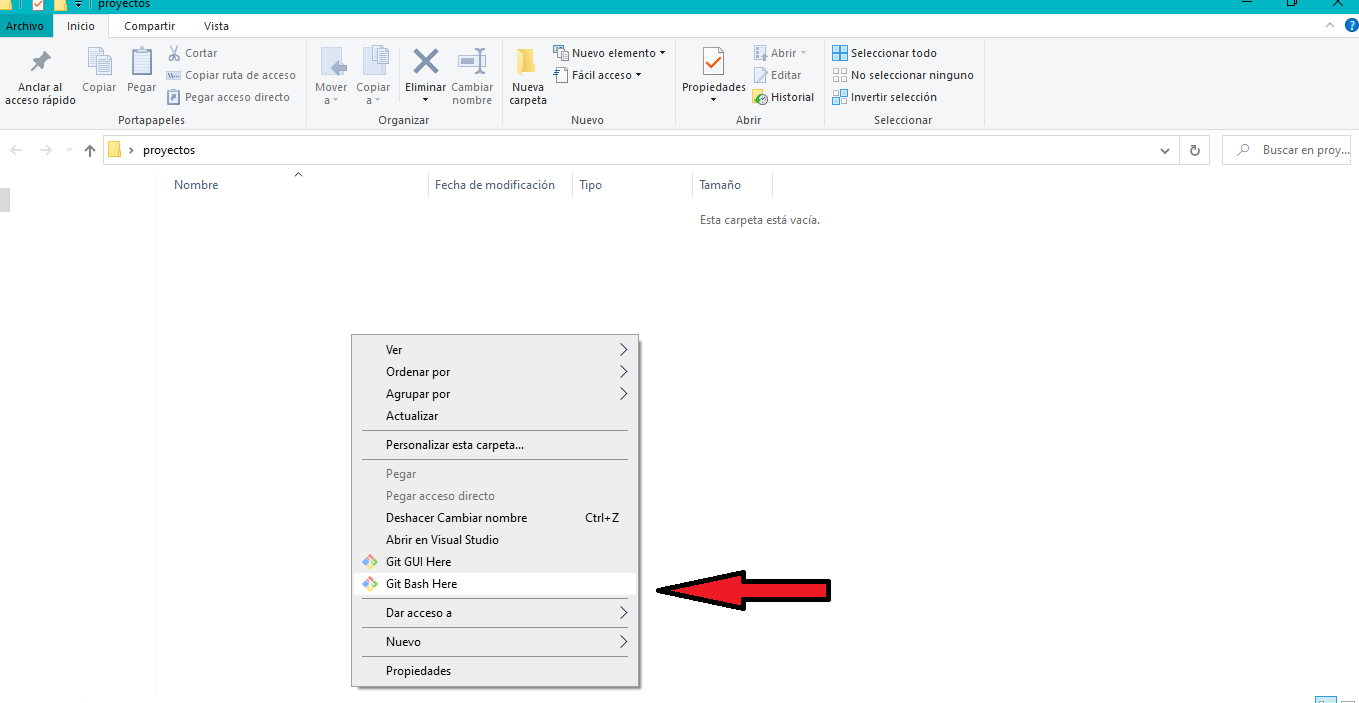 proyectos
Archivo Inicio Compartir Vista
Anclar al acceso rápido
Copiar
Pegar
Cortar
Copiar ruta de acceso
Pegar acceso directo
Portapapeles
Mover a
Copiar a
Eliminar
Cambiar nombre
Organizar
Nueva carpeta
Nuevo elemento
Fácil acceso
Nuevo
Propiedades
Abrir
Editar
Historial
Abrir
Seleccionar todo
No seleccionar ninguno
Invertir selección
Seleccionar
proyectos
Buscar en proy...
Nombre Fecha de modificación Tipo Tamaño
Esta carpeta está vacía.
Ver
Ordenar por
Agrupar por
Actualizar
Personalizar esta carpeta...
Pegar
Pegar acceso directo
Deshacer Cambiar nombre Ctrl+Z
Abrir en Visual Studio
Git GUI Here
Git Bash Here
Dar acceso a
Nuevo
Propiedades